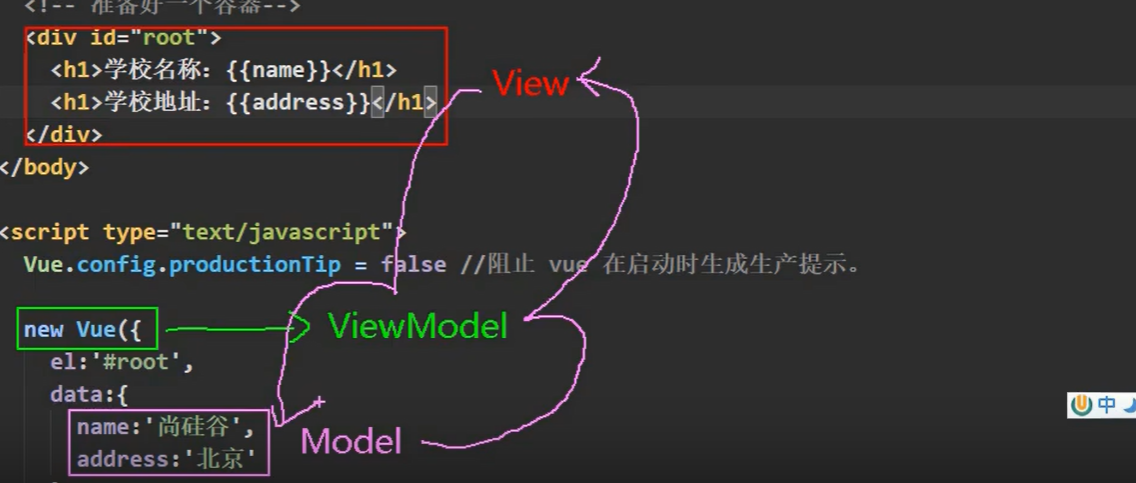 <!-- 准备好一个容器-->
<div id="root">
<h1>学校名称：{{name}}</h1>
<h1>学校地址：{{address}}</h1>
</div>
</body>
View
<script type="text/javascript">
Vue.config.productionTip = false //阻止 vue 在启动时生成生产提示。
new Vue({
ViewModel
el:'#root',
data:{
name:'尚硅谷',
address:'北京'
Model
中